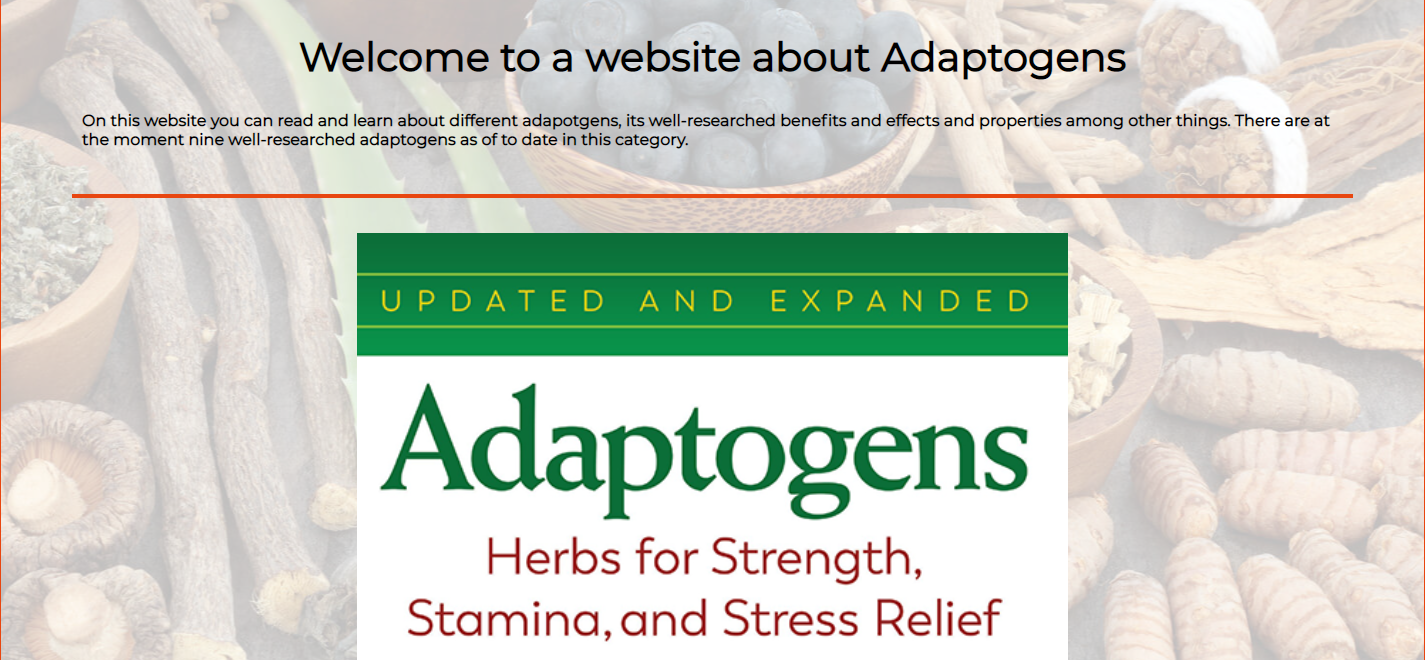 Welcome to a website about Adaptogens
On this website you can read and learn about different adapotgens, its well-researched benefits and effects and properties among other things. There are at
the moment nine well-researched adaptogens as of to date in this category.
UPDATED AND EXPANDED
Adaptogens
Herbs for Strength,
Stamina, and Stress Relief